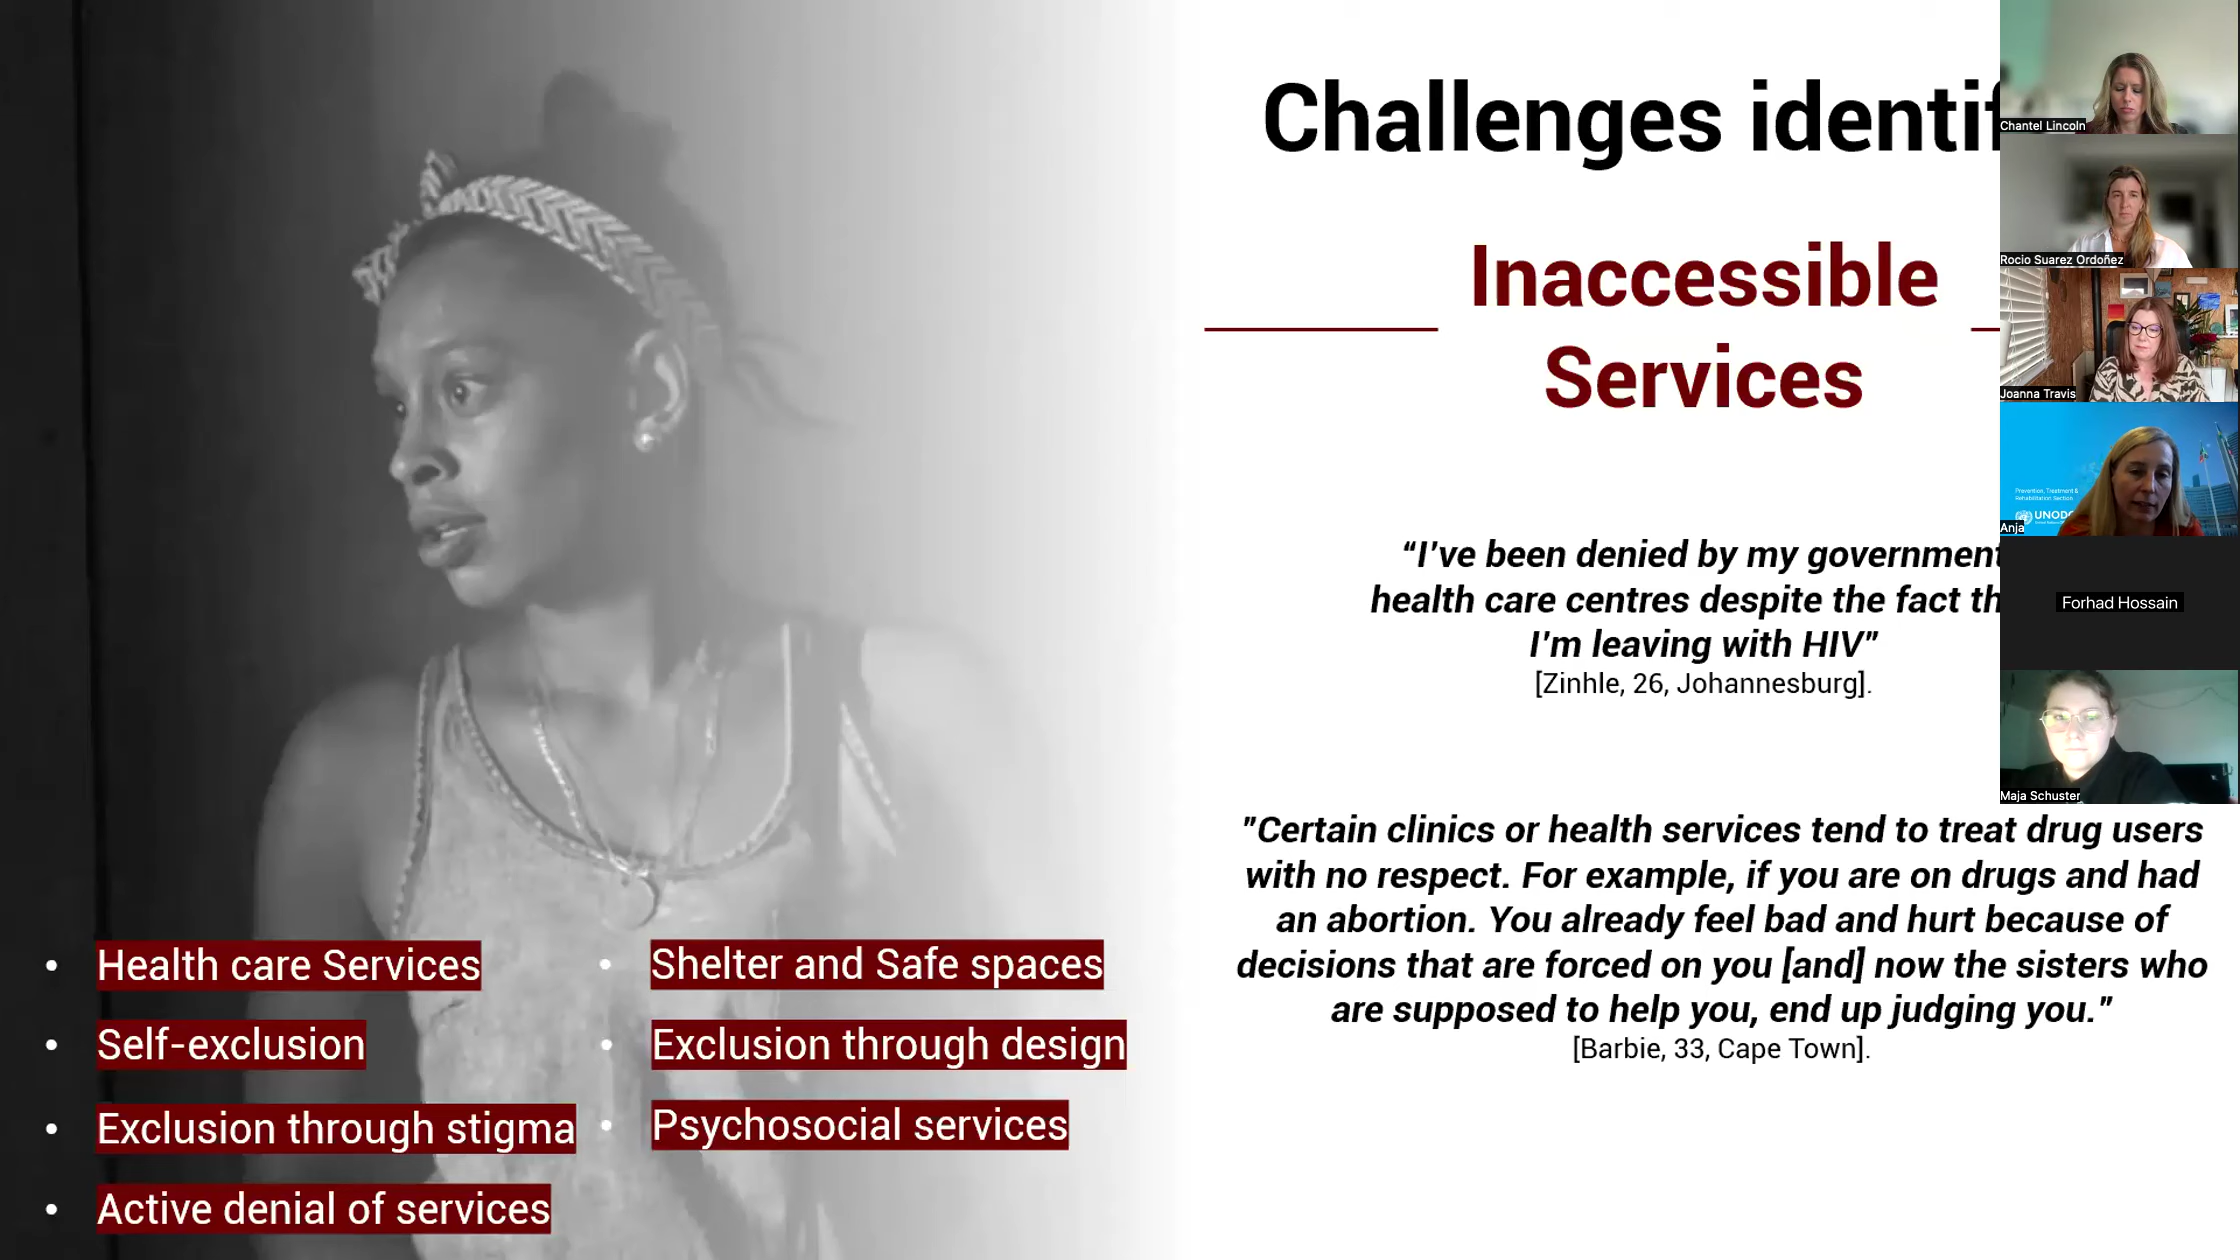 Challenges identif
Inaccessible
Services
“I’ve been denied by my government
health care centres despite the fact th
I’m leaving with HIV”
[Zinhle, 26, Johannesburg].
"Certain clinics or health services tend to treat drug users
with no respect. For example, if you are on drugs and had
an abortion. You already feel bad and hurt because of
decisions that are forced on you [and] now the sisters who
are supposed to help you, end up judging you."
[Barbie, 33, Cape Town].
• Health care Services
• Self-exclusion
• Exclusion through stigma
• Active denial of services
• Shelter and Safe spaces
• Exclusion through design
• Psychosocial services
Chantel Lincoln
Rocio Suarez Ordoñez
Joanna Travis
Prevention, Treatment &
Rehabilitation Section
UNODC
Anja
Forhad Hossain
Maja Schuster